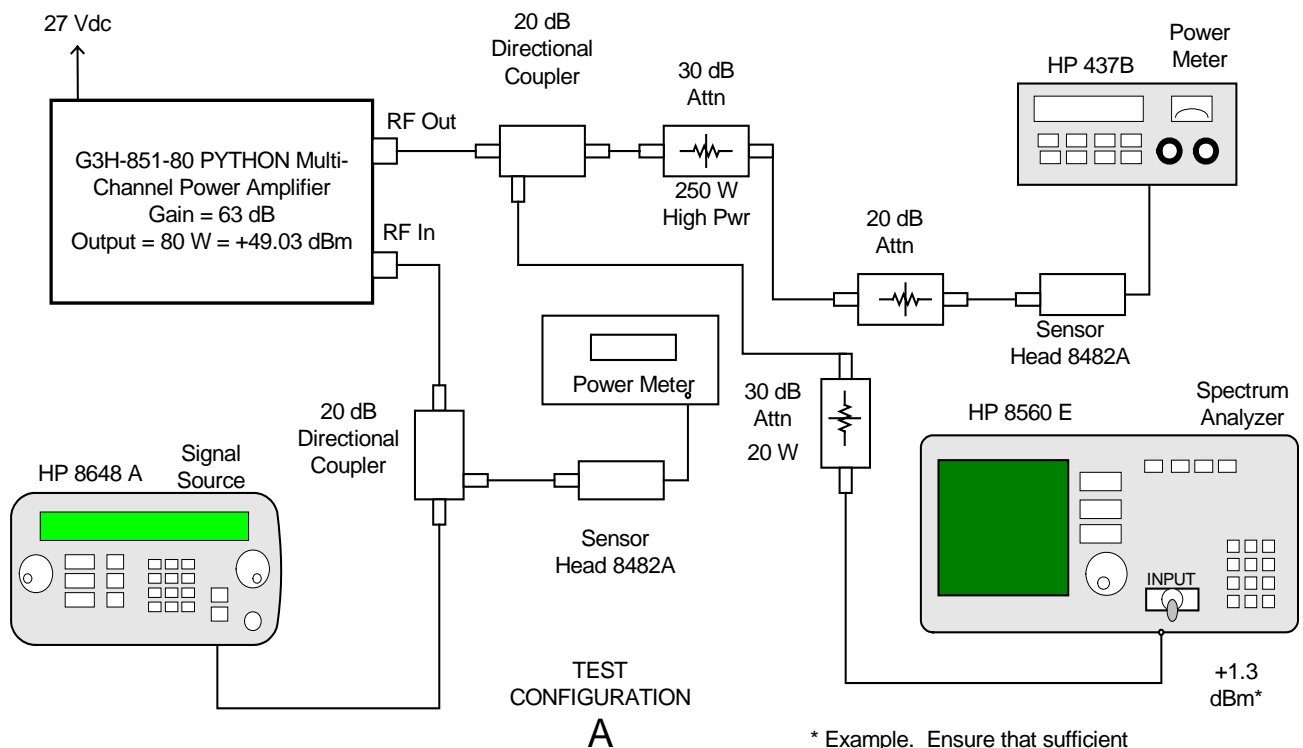 27 Vdc
20 dB
Directional
Coupler
30 dB
Attn
Power
Meter
HP 437B
RF Out
G3H-851-80 PYTHON Multi-
Channel Power Amplifier
Gain = 63 dB
Output = 80 W = +49.03 dBm
250 W
High Pwr
RF In
20 dB
Attn
Sensor
Head 8482A
Power Meter
30 dB
Attn
20 W
20 dB
Directional
Coupler
HP 8560 E
Spectrum
Analyzer
HP 8648 A
Signal
Source
Sensor
Head 8482A
INPUT
TEST
CONFIGURATION
A
+1.3
dBm*
* Example. Ensure that sufficient